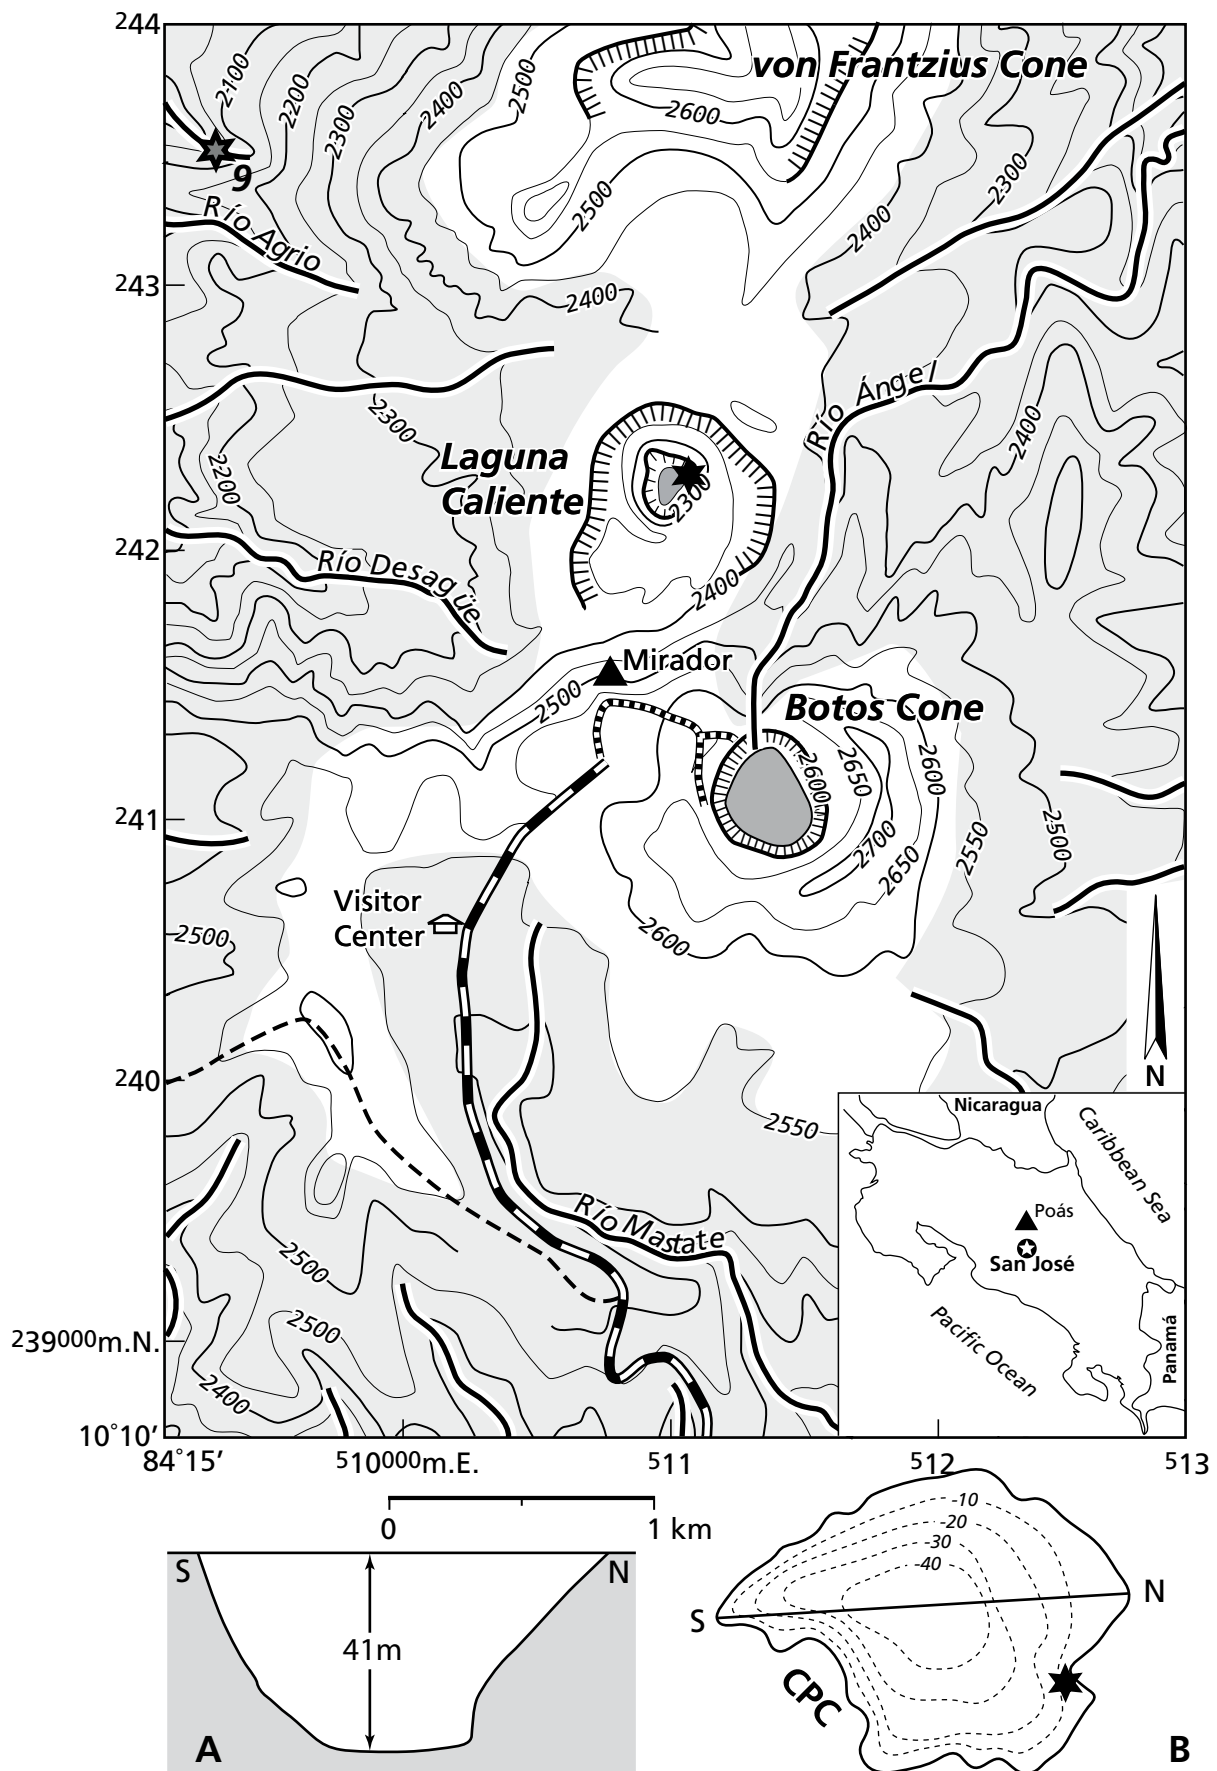 244
2100
2200
2300
2400
2500
von Frantzius Cone
2600
2300
9
Río Agrio
2500
2400
243
2400
Río Ángel
2300
2400
Laguna
Caliente
2200
2300
242
Río Desagüe
2400
Mirador
2500
Botos Cone
2600
2650
2600
241
2700
2650
2550
2500
Visitor
Center
2500
2600
N
240
2550
Nicaragua
Caribbean Sea
Poás
San José
Pacific Ocean
Panamá
Río Mastate
2500
2500
239000m.N.
2400
10°10'
84°15'
510000m.E.
511
512
513
0
1 km
S
N
41m
A
-10
-20
-30
-40
S
N
CPC
B